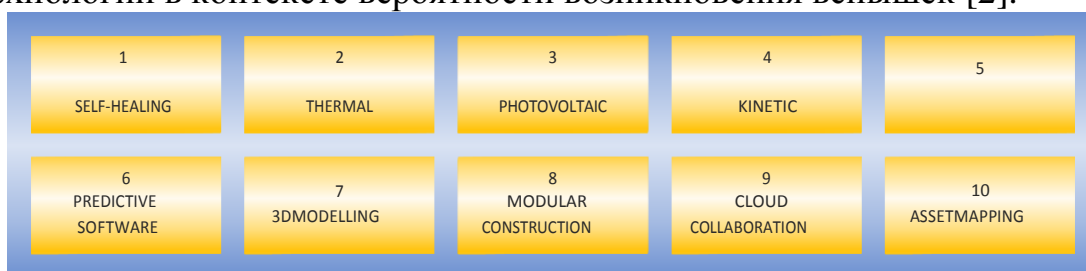 в контексте вероятности возникновения вспышек [2].
1
2
3
4
5
SELF-HEALING
THERMAL
PHOTOVOLTAIC
KINETIC
6
PREDICTIVE
SOFTWARE
7
3DMODELLING
8
MODULAR
CONSTRUCTION
9
CLOUD
COLLABORATION
10
ASSETMAPPING